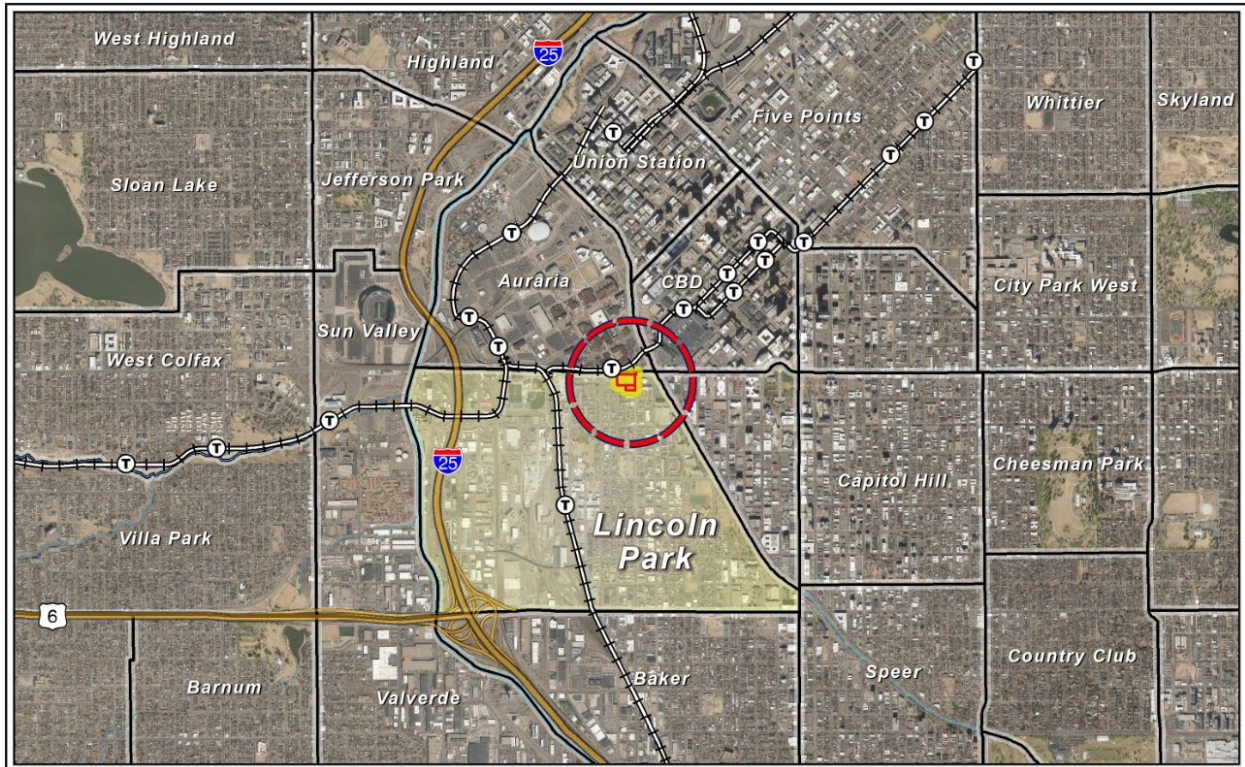 West Highland
Highland
25
Whittier
Skyland
Five Points
Union Station
Sloan Lake
Jefferson Park
T
T
T
T
T
T
Auraria
CBD
City Park West
T
T
T
T
T
Sun Valley
T
T
West Colfax
T
T
T
T
25
Cheesman Park
Capitol Hill
T
Lincoln
Park
Villa Park
6
Barnum
Valverde
Baker
Speer
Country Club